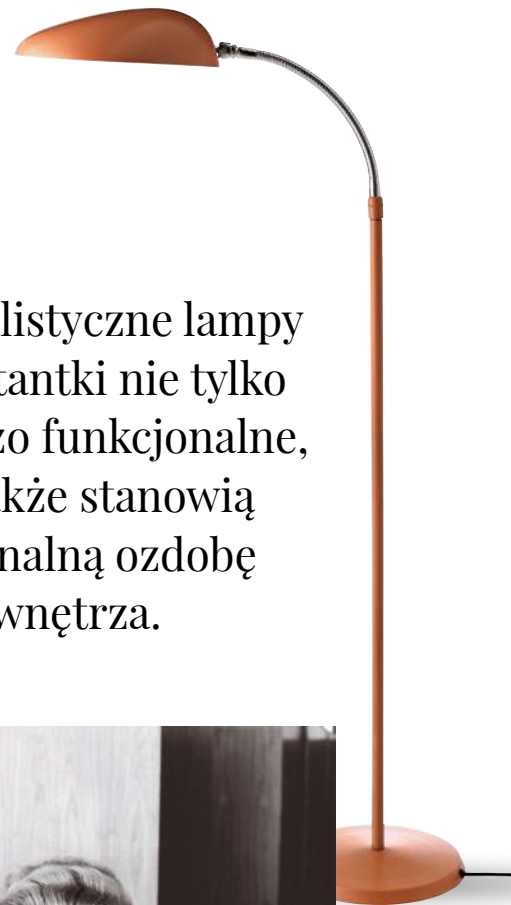 listyczne lampy
tantki nie tylko
zo funkcjonalne,
kże stanowią
nalną ozdobę
wnętrza.